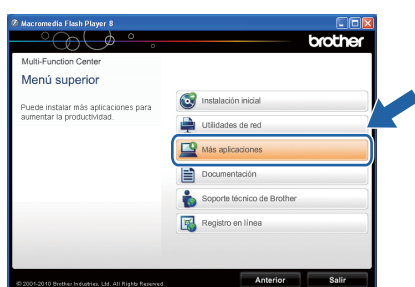 Macromedia Flash Player 8
brother
Multi-Function Center
Menú superior
Puede instalar más aplicaciones para
aumentar la productividad.
Instalación inicial
Utilidades de red
Más aplicaciones
Documentación
Soporte técnico de Brother
Registro en línea
© 2001-2010 Brother Industries, Ltd. All Rights Reserved.
Anterior
Salir